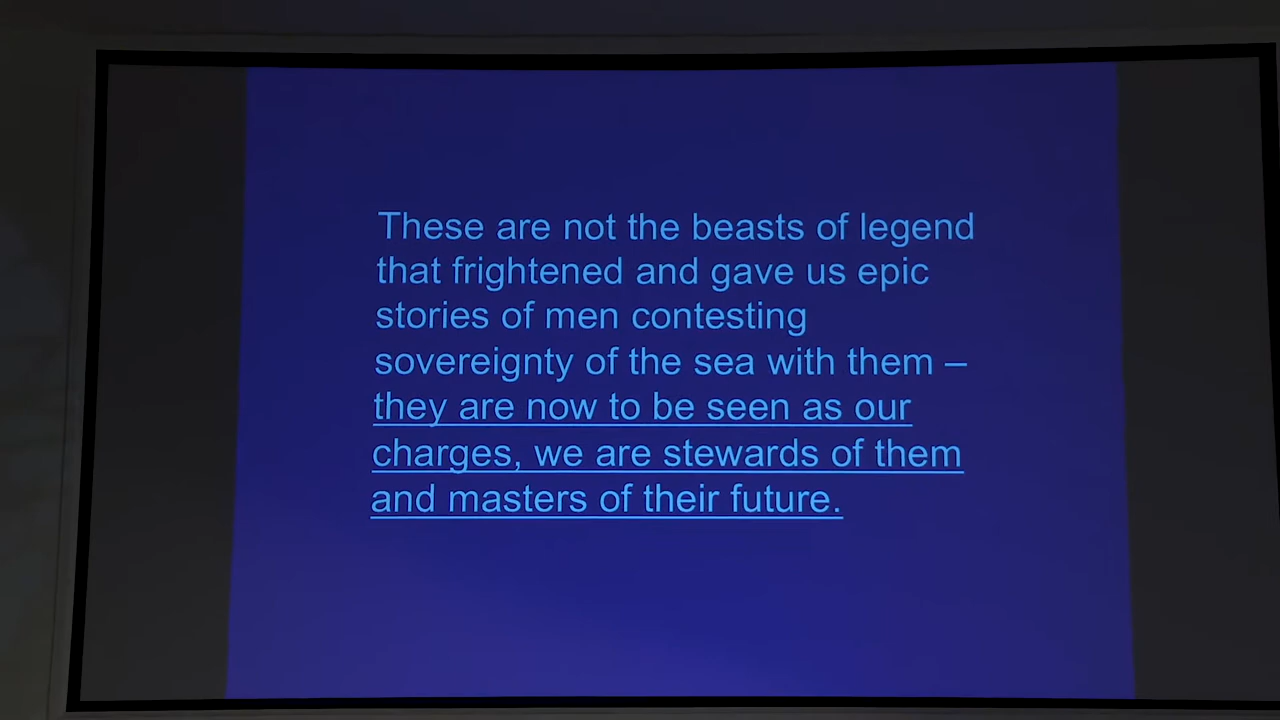 These are not the beasts of legend
that frightened and gave us epic
stories of men contesting
sovereignty of the sea with them –
they are now to be seen as our
charges, we are stewards of them
and masters of their future.